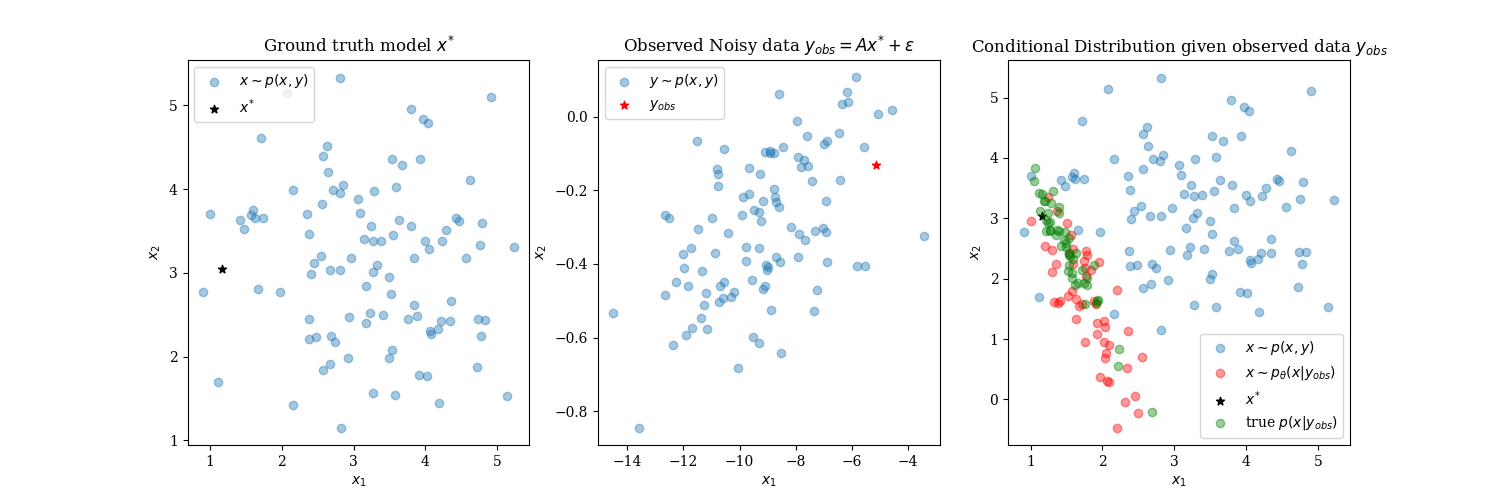 Ground truth model x*
x ~ p(x, y)
x*
5
4
3
2
1
x₂
1 2 3 4 5
x₁
Observed Noisy data y_obs = Ax* + ε
y ~ p(x, y)
y_obs
0.0
−0.2
−0.4
−0.6
−0.8
x₂
−14 −12 −10 −8 −6 −4
x₁
Conditional Distribution given observed data y_obs
5
4
3
2
1
0
x₂
x ~ p(x, y)
x ~ p_θ(x|y_obs)
x*
true p(x|y_obs)
1 2 3 4 5
x₁